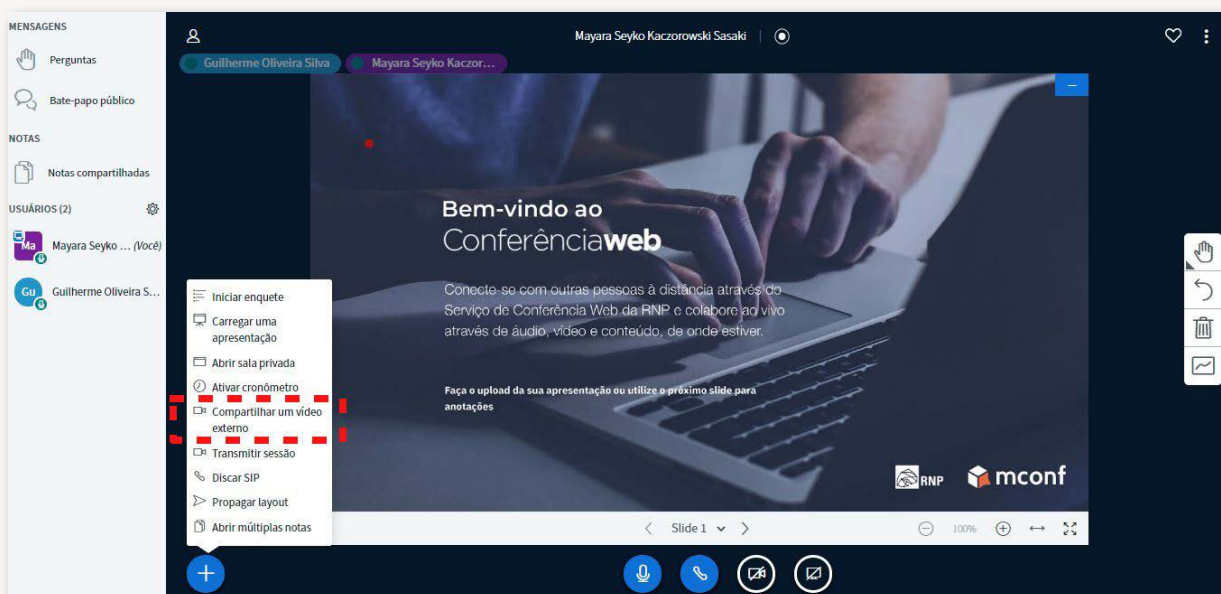 MENSAGENS
Perguntas
Bate-papo público
NOTAS
Notas compartilhadas
USUÁRIOS (2)
Ma
Mayara Seyko ... (Você)
Gu
Guilherme Oliveira S...
Mayara Seyko Kaczorowski Sasaki
Guilherme Oliveira Silva
Mayara Seyko Kaczor...
Bem-vindo ao
Conferênciaweb
Conecte-se com outras pessoas à distância através do
Serviço de Conferência Web da RNP e colabore ao vivo
através de áudio, vídeo e conteúdo, de onde estiver.
Faça o upload da sua apresentação ou utilize o próximo slide para
anotações
RNP
mconf
Iniciar enquete
Carregar uma
apresentação
Abrir sala privada
Ativar cronômetro
Compartilhar um vídeo
externo
Transmitir sessão
Discar SIP
Propagar layout
Abrir múltiplas notas
Slide 1
100%